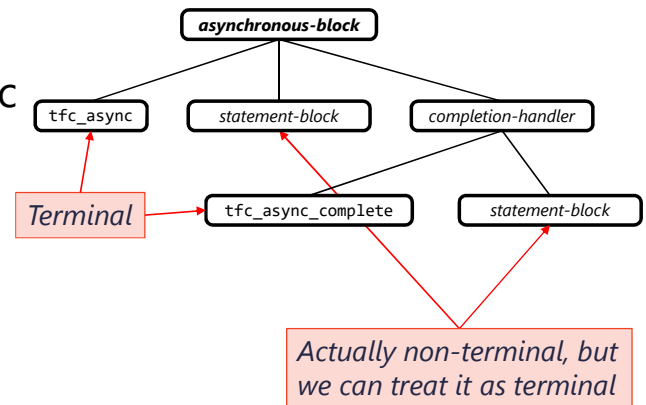 asynchronous-block
c
tfc_async
statement-block
completion-handler
Terminal
tfc_async_complete
statement-block
Actually non-terminal, but
we can treat it as terminal